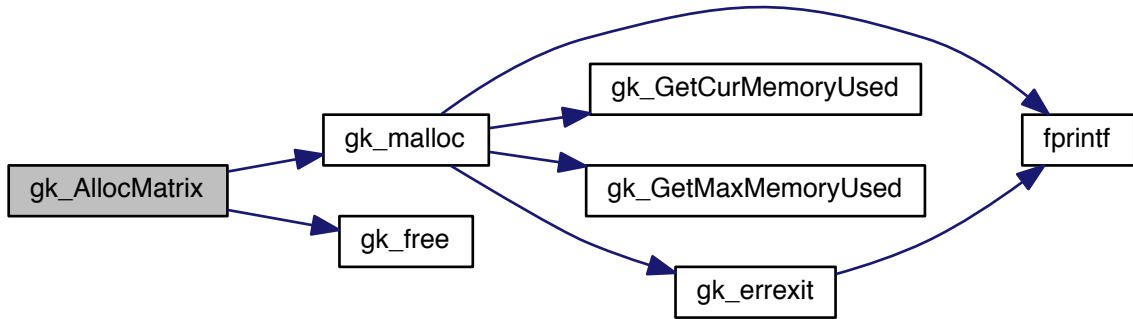 gk_AllocMatrix
gk_malloc
gk_free
gk_GetCurMemoryUsed
gk_GetMaxMemoryUsed
gk_errexit
fprintf